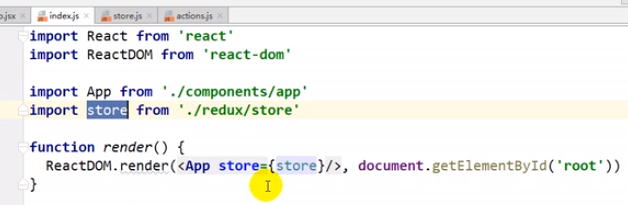 p.jsx × index.js × store.js × actions.js ×
import React from 'react'
import ReactDOM from 'react-dom'
import App from './components/app'
import store from './redux/store'
function render() {
ReactDOM.render(<App store={store}/>, document.getElementById('root'))
}